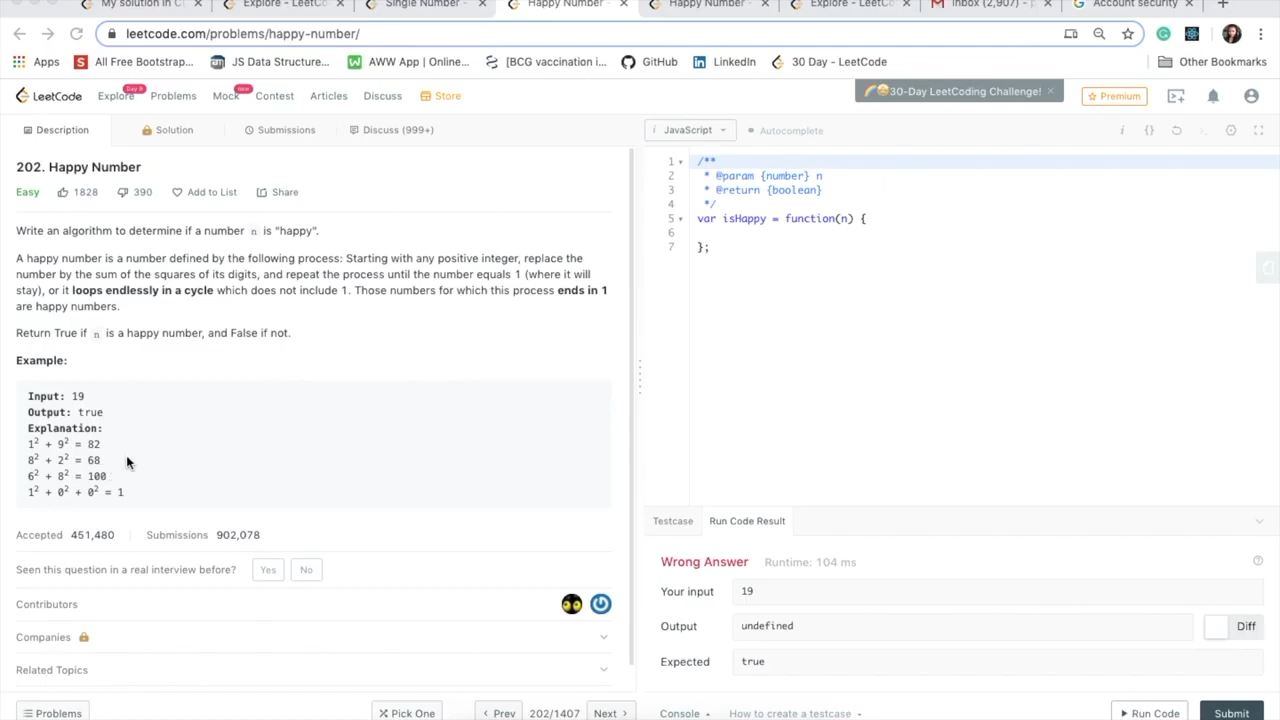 My solution in C
Explore - LeetC
Single Number -
Happy Number -
Happy Number -
Explore - LeetCo
Inbox (2,907) -
Account security
leetcode.com/problems/happy-number/
Apps
All Free Bootstrap...
JS Data Structure...
AWW App | Online...
[BCG vaccination i...
GitHub
LinkedIn
30 Day - LeetCode
Other Bookmarks
LeetCode
Explore
Day 9
Problems
Mock
new
Contest
Articles
Discuss
Store
30-Day LeetCoding Challenge!
Premium
Description
Solution
Submissions
Discuss (999+)
202. Happy Number
Easy
1828
390
Add to List
Share
Write an algorithm to determine if a number n is "happy".
A happy number is a number defined by the following process: Starting with any positive integer, replace the
number by the sum of the squares of its digits, and repeat the process until the number equals 1 (where it will
stay), or it loops endlessly in a cycle which does not include 1. Those numbers for which this process ends in 1
are happy numbers.
Return True if n is a happy number, and False if not.
Example:
Input: 19
Output: true
Explanation:
1² + 9² = 82
8² + 2² = 68
6² + 8² = 100
1² + 0² + 0² = 1
Accepted 451,480
Submissions 902,078
Seen this question in a real interview before?
Yes
No
Contributors
Companies
Related Topics
Problems
Pick One
Prev
202/1407
Next
JavaScript
Autocomplete
1 /**
2 * @param {number} n
3 * @return {boolean}
4 */
5 var isHappy = function(n) {
6
7 };
Testcase
Run Code Result
Wrong Answer
Runtime: 104 ms
Your input
19
Output
undefined
Diff
Expected
true
Console
How to create a testcase
Run Code
Submit